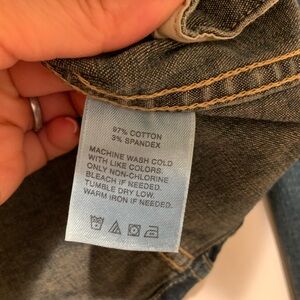 97% COTTON
3% SPANDEX
MACHINE WASH COLD
WITH LIKE COLORS.
ONLY NON-CHLORINE
BLEACH IF NEEDED.
TUMBLE DRY LOW.
WARM IRON IF NEEDED.